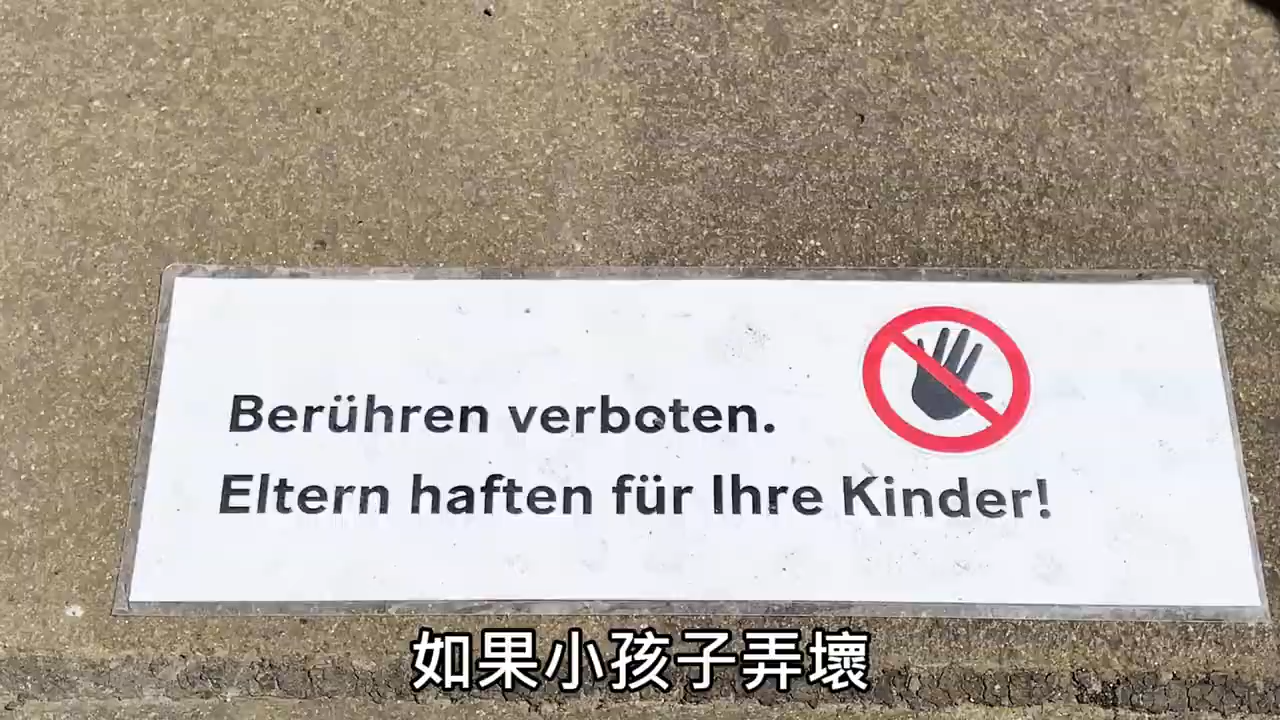 Berühren verboten.
Eltern haften für Ihre Kinder!
如果小孩子弄壞